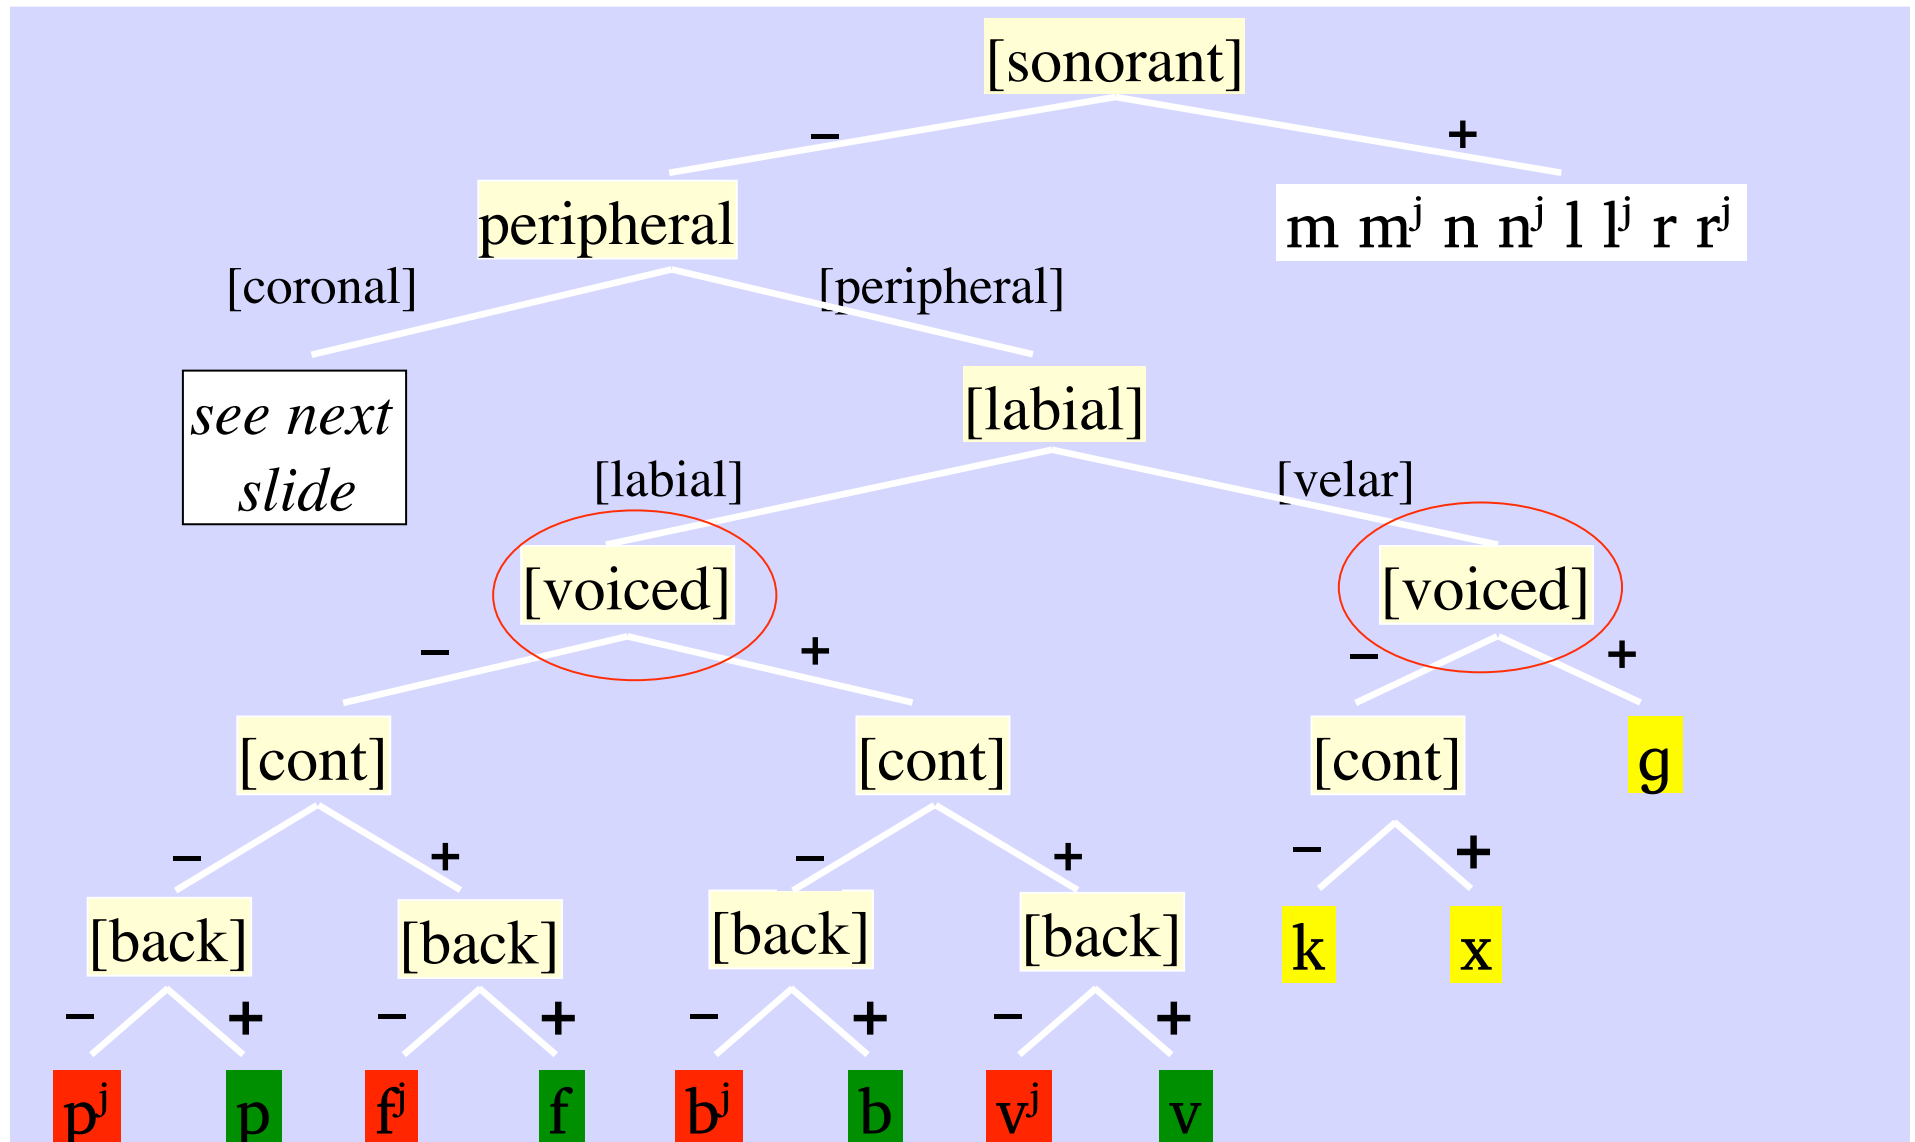 [sonorant]
– +
peripheral
m mʲ n nʲ l lʲ r rʲ
[coronal] [peripheral]
see next
slide
[labial]
[labial] [velar]
[voiced] [voiced]
– + – +
[cont] [cont] [cont] g
– + – + – +
[back] [back] [back] [back] k x
– + – + – + – +
pʲ p fʲ f bʲ b vʲ v